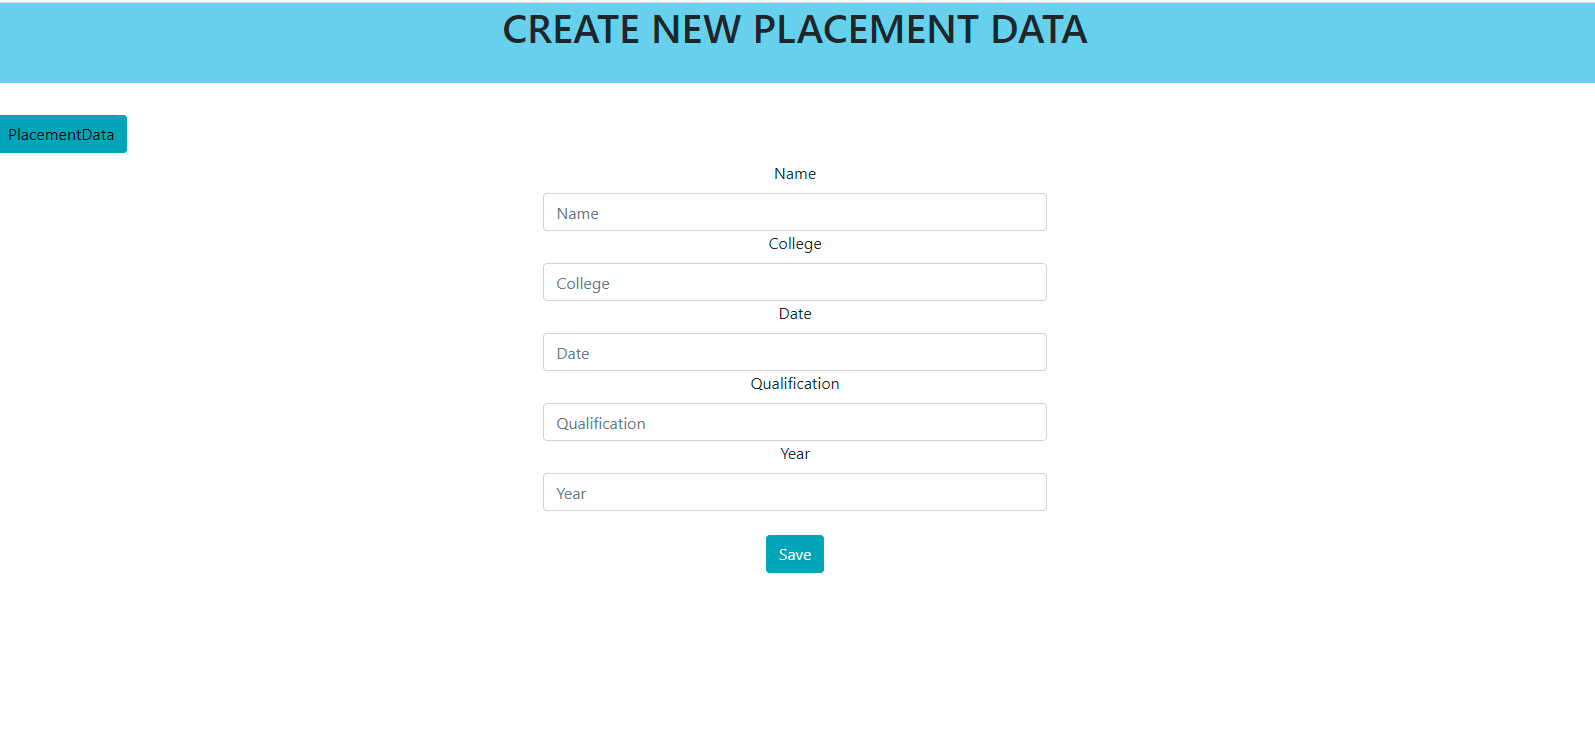 CREATE NEW PLACEMENT DATA
PlacementData
Name
Name
College
College
Date
Date
Qualification
Qualification
Year
Year
Save